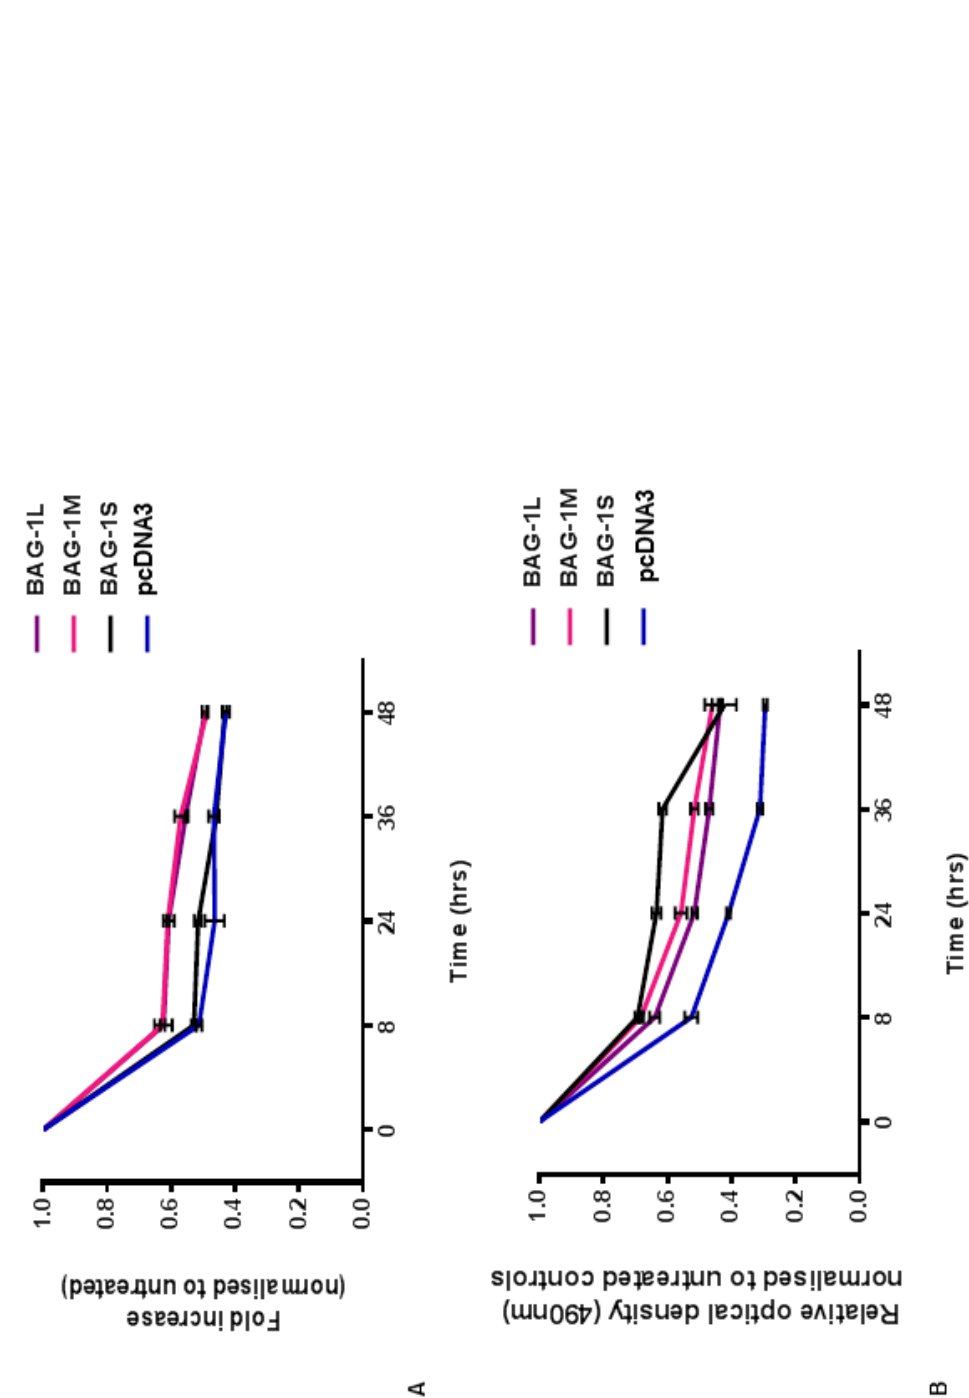 A
Fold increase
(normalised to untreated)
1.0
0.8
0.6
0.4
0.2
0.0
0
8
24
36
48
Time (hrs)
BAG-1L
BAG-1M
BAG-1S
pcDNA3
B
Relative optical density (490nm)
normalised to untreated controls
1.0
0.8
0.6
0.4
0.2
0.0
0
8
24
36
48
Time (hrs)
BAG-1L
BAG-1M
BAG-1S
pcDNA3